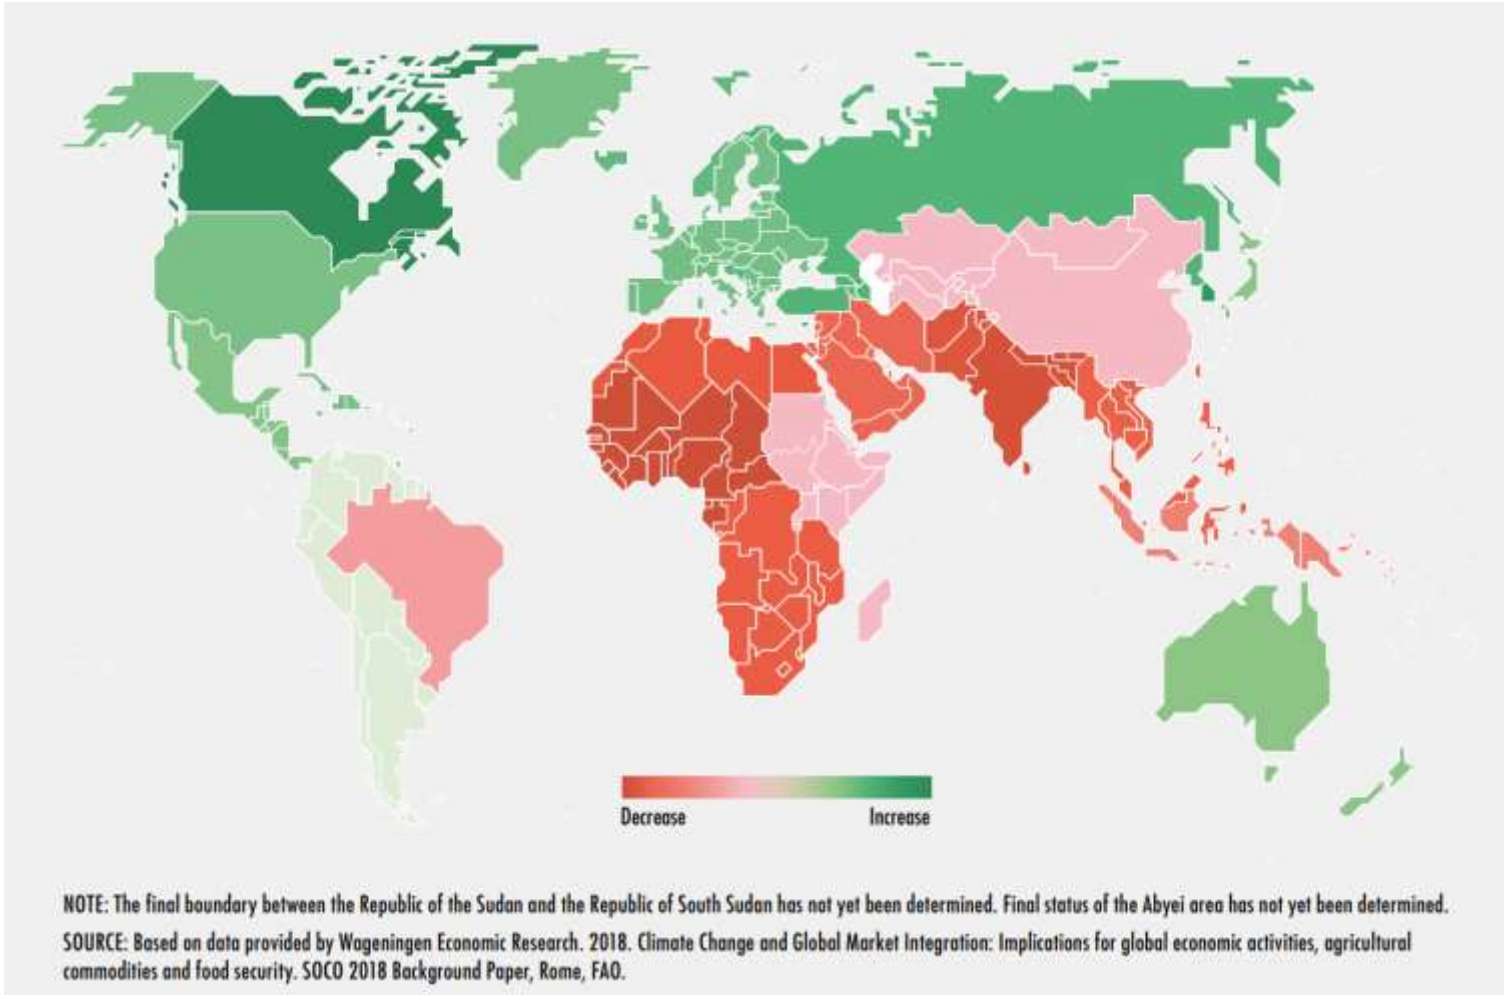 Decrease
Increase
NOTE: The final boundary between the Republic of the Sudan and the Republic of South Sudan has not yet been determined. Final status of the Abyei area has not yet been determined.
SOURCE: Based on data provided by Wageningen Economic Research. 2018. Climate Change and Global Market Integration: Implications for global economic activities, agricultural
commodities and food security. SOCO 2018 Background Paper, Rome, FAO.